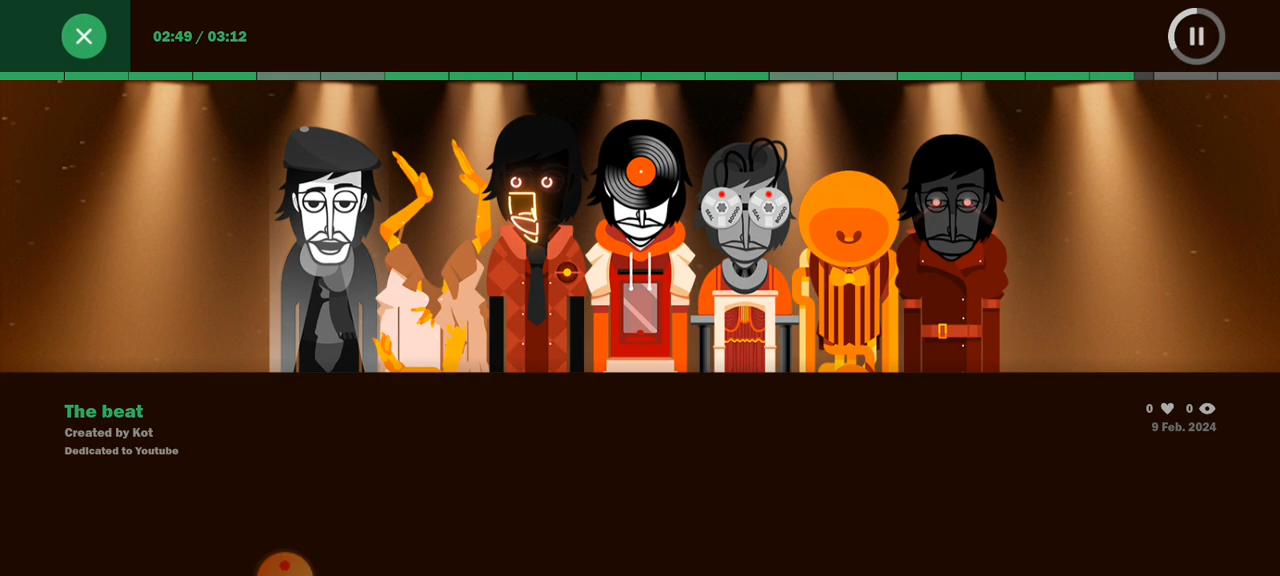 02:49 / 03:12
The beat
Created by Kot
Dedicated to Youtube
0 0
9 Feb. 2024